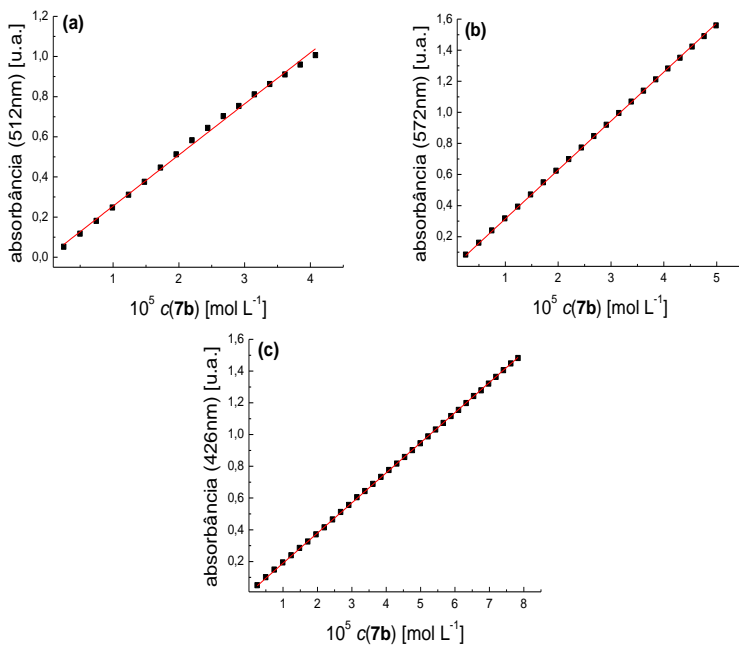 (a)
1,2
1,0
0,8
0,6
0,4
0,2
0,0
absorbância (512nm) [u.a.]
1 2 3 4
10⁵ c(7b) [mol L⁻¹]
(b)
1,6
1,4
1,2
1,0
0,8
0,6
0,4
0,2
absorbância (572nm) [u.a.]
1 2 3 4 5
10⁵ c(7b) [mol L⁻¹]
(c)
1,6
1,4
1,2
1,0
0,8
0,6
0,4
0,2
absorbância (426nm) [u.a.]
1 2 3 4 5 6 7 8
10⁵ c(7b) [mol L⁻¹]